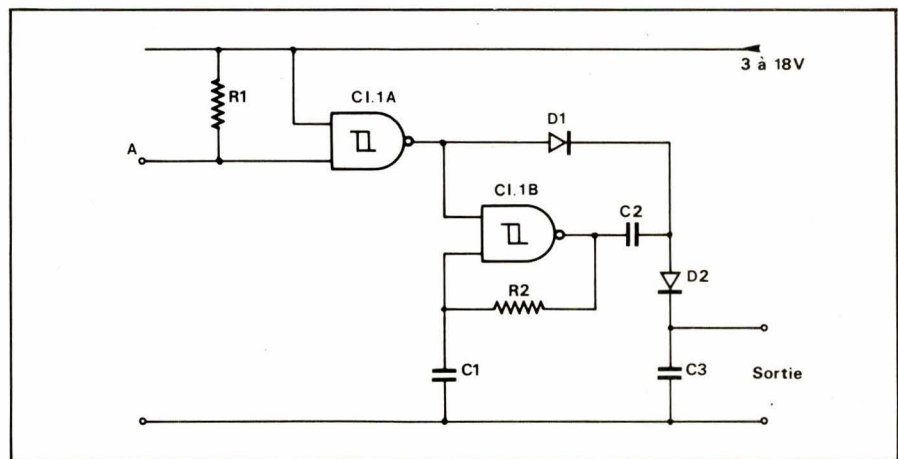 3 à 18V
R1
CI.1A
A
D1
CI.1B
C2
D2
R2
C1
C3
Sortie